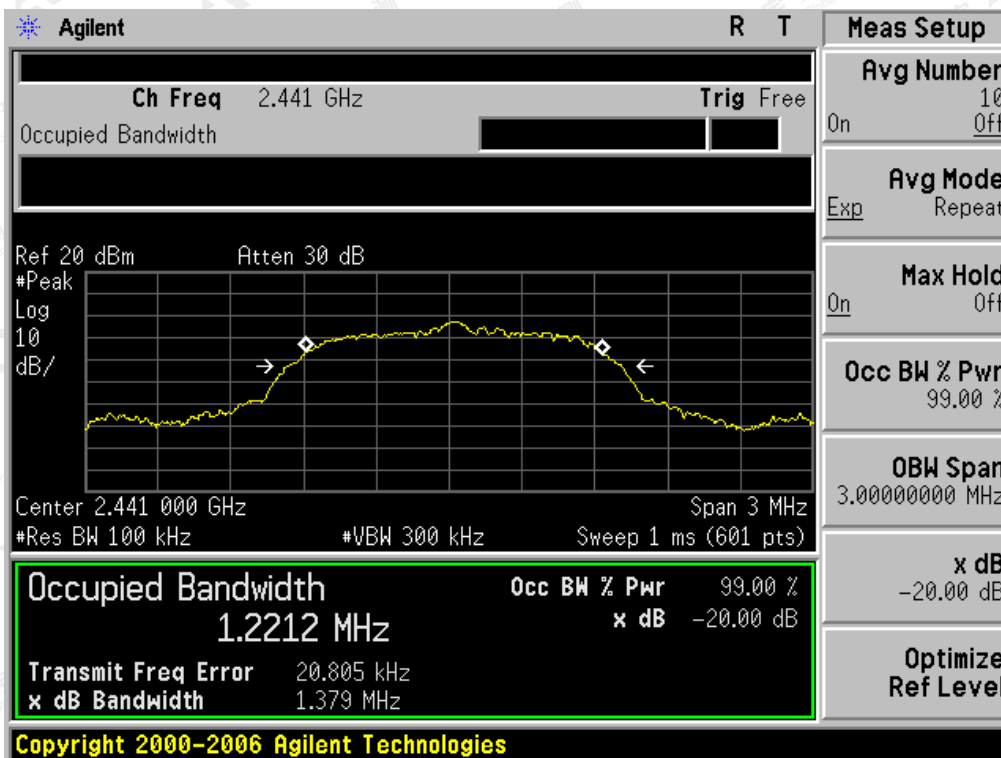 Agilent R T
Ch Freq 2.441 GHz Trig Free
Occupied Bandwidth
Ref 20 dBm Atten 30 dB
#Peak
Log
10
dB/
Center 2.441 000 GHz Span 3 MHz
#Res BW 100 kHz #VBW 300 kHz Sweep 1 ms (601 pts)
Occupied Bandwidth Occ BW % Pwr 99.00 %
1.2212 MHz x dB -20.00 dB
Transmit Freq Error 20.805 kHz
x dB Bandwidth 1.379 MHz
Copyright 2000-2006 Agilent Technologies
Meas Setup
Avg Number
10
On Off
Avg Mode
Exp Repeat
Max Hold
On Off
Occ BW % Pwr
99.00 %
OBW Span
3.00000000 MHz
x dB
-20.00 dB
Optimize
Ref Level